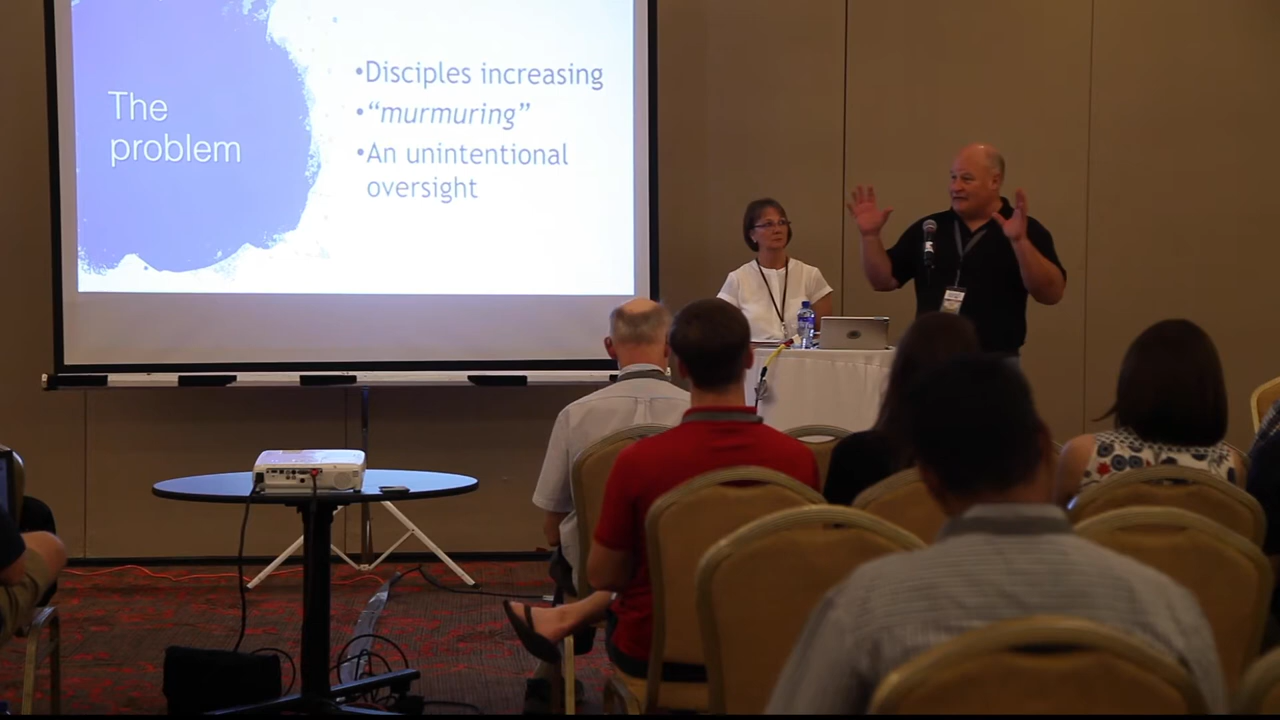 The
problem
•Disciples increasing
•“murmuring”
•An unintentional
oversight